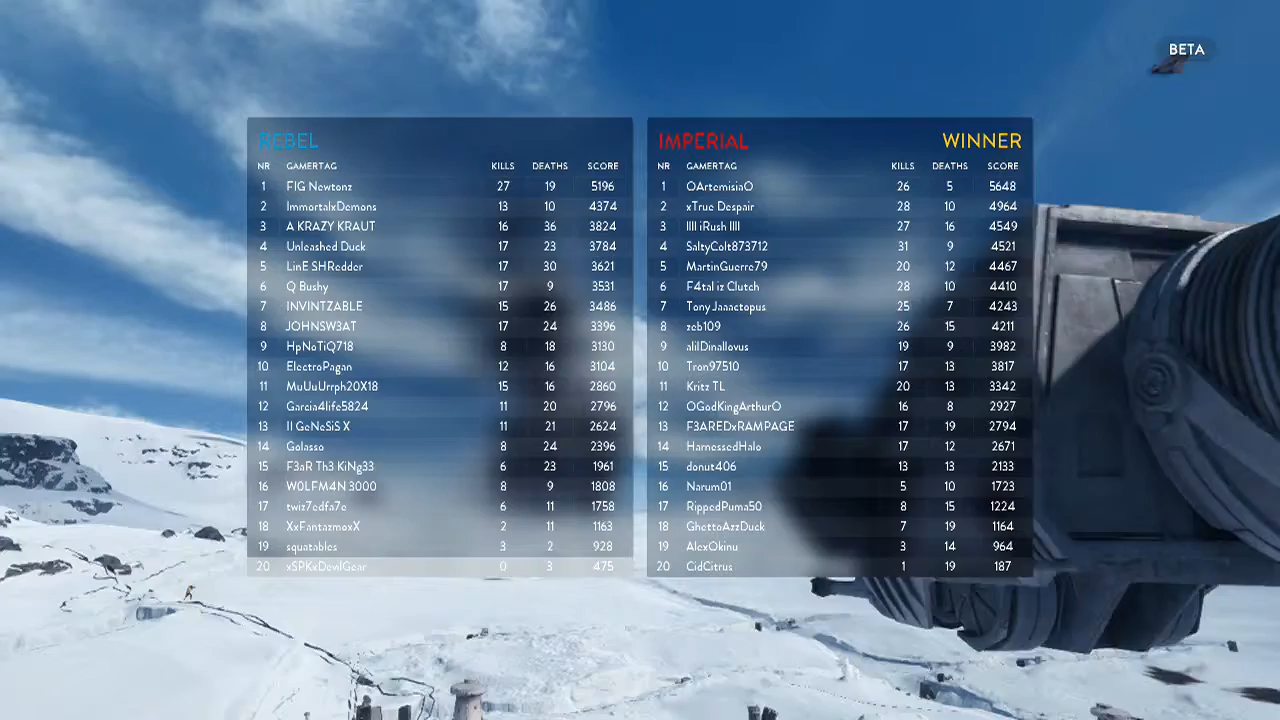 BETA
REBEL
NR GAMERTAG KILLS DEATHS SCORE
1 FIG Newtonz 27 19 5196
2 ImmortalxDemons 13 10 4374
3 A KRAZY KRAUT 16 36 3824
4 Unleashed Duck 17 23 3784
5 LinE SHRedder 17 30 3621
6 Q Bushy 17 9 3531
7 INVINTZABLE 15 26 3486
8 JOHNSW3AT 17 24 3396
9 HpNoTiQ718 8 18 3130
10 ElectroPagan 12 16 3104
11 MuUuUrrph20X18 15 16 2860
12 Garcia4life5824 11 20 2796
13 II GeNeSiS X 11 21 2624
14 Golasso 8 24 2396
15 F3aR Th3 KiNg33 6 23 1961
16 W0LFM4N 3000 8 9 1808
17 twiz7edfa7e 6 11 1758
18 XxFantazmoxX 2 11 1163
19 squatables 3 2 928
20 xSPKxDevilGear 0 3 475
IMPERIAL WINNER
NR GAMERTAG KILLS DEATHS SCORE
1 OArtemisiaO 26 5 5648
2 xTrue Despair 28 10 4964
3 IIII iRush IIII 27 16 4549
4 SaltyColt873712 31 9 4521
5 MartinGuerre79 20 12 4467
6 F4tal iz Clutch 28 10 4410
7 Tony Jaaactopus 25 7 4243
8 zeb109 26 15 4211
9 alilDinallovus 19 9 3982
10 Tron97510 17 13 3817
11 Kritz TL 20 13 3342
12 OGodKingArthurO 16 8 2927
13 F3AREDxRAMPAGE 17 19 2794
14 HarnessedHalo 17 12 2671
15 donut406 13 13 2133
16 Narum01 5 10 1723
17 RippedPuma50 8 15 1224
18 GhettoAzzDuck 7 19 1164
19 AlexOkinu 3 14 964
20 CidCitrus 1 19 187